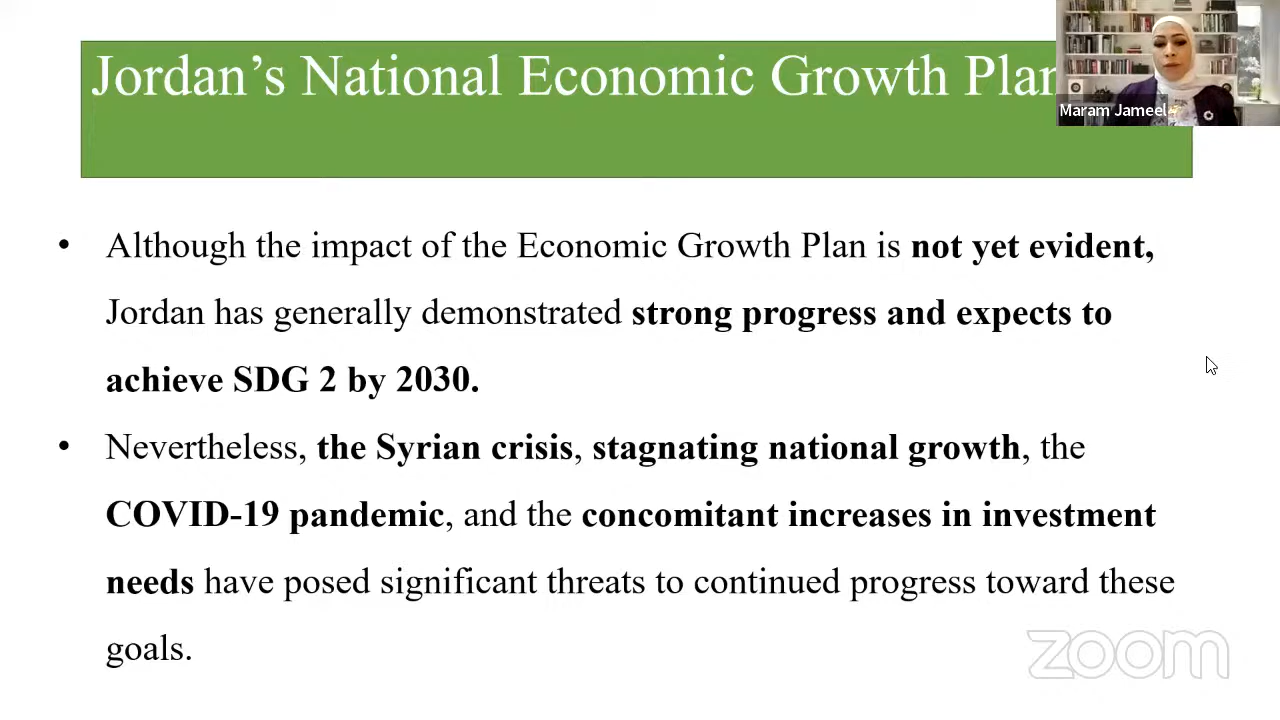 Jordan’s National Economic Growth Plan
Maram Jameel
• Although the impact of the Economic Growth Plan is not yet evident,
Jordan has generally demonstrated strong progress and expects to
achieve SDG 2 by 2030.
• Nevertheless, the Syrian crisis, stagnating national growth, the
COVID-19 pandemic, and the concomitant increases in investment
needs have posed significant threats to continued progress toward these
goals.
zoom